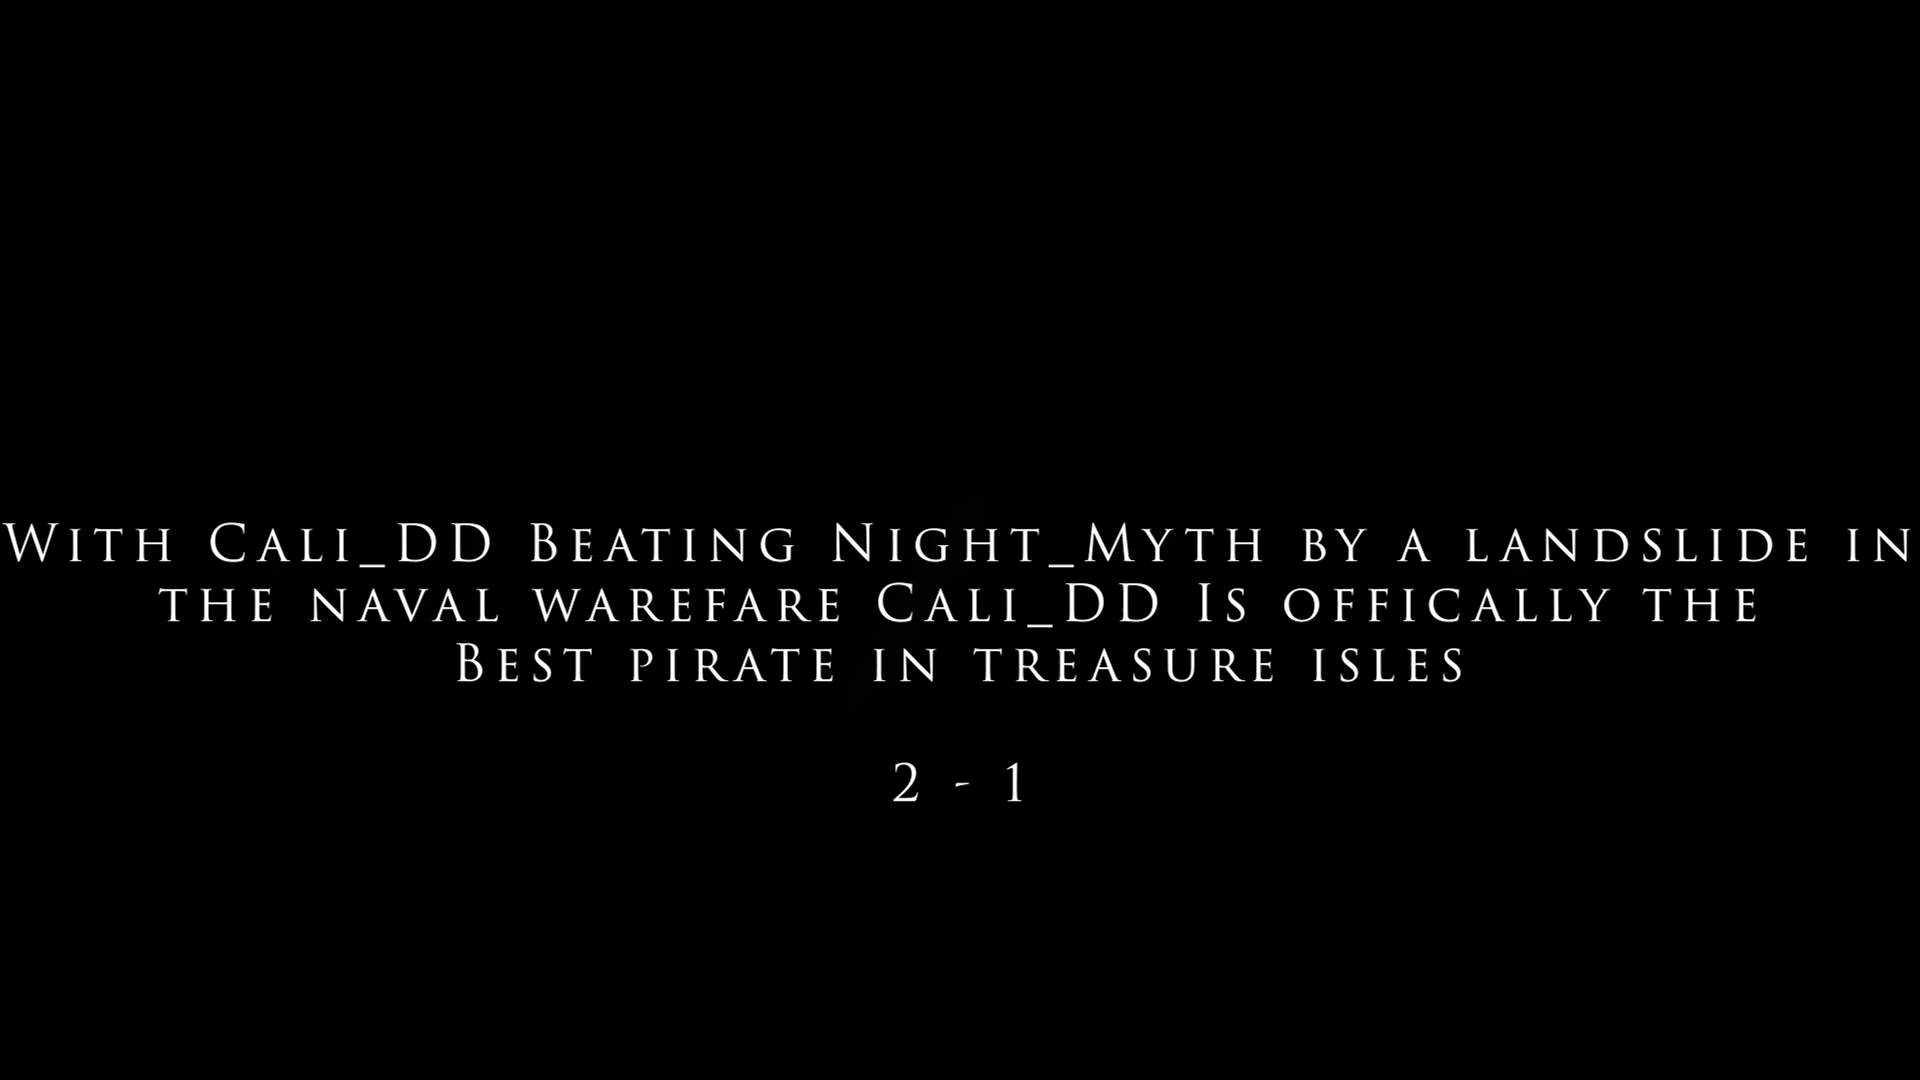 With Cali_DD Beating Night_Myth by a landslide in
the naval warefare Cali_DD Is offically the
Best pirate in treasure isles
2 - 1